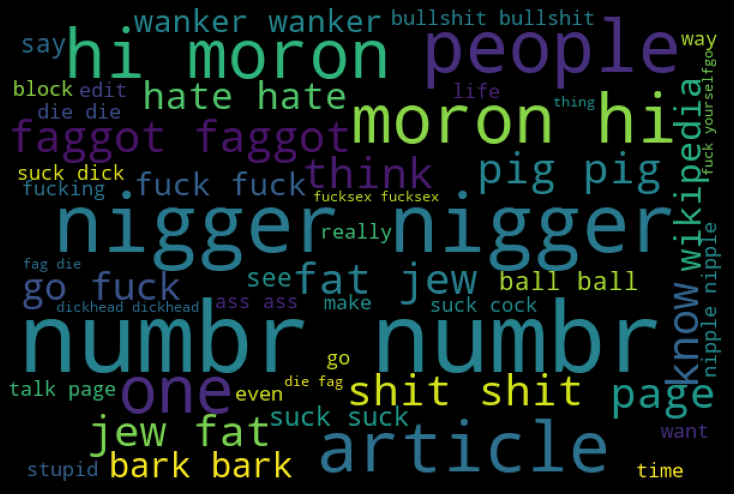 wanker wanker
bullshit bullshit
say
hi moron
people
way
block
edit
hate hate
life
thing
die die
moron hi
faggot faggot
wikipedia
fuck yourselfgo
suck dick
think
pig pig
fucking
fuck fuck
fucksex fucksex
nigger nigger
really
nipple nipple
fag die
go fuck
see
fat jew
ball ball
ass ass
make
suck cock
dickhead dickhead
know
numbr numbr
go
talk page
one
even
die fag
shit shit
page
jew fat
suck suck
article
want
stupid
bark bark
time